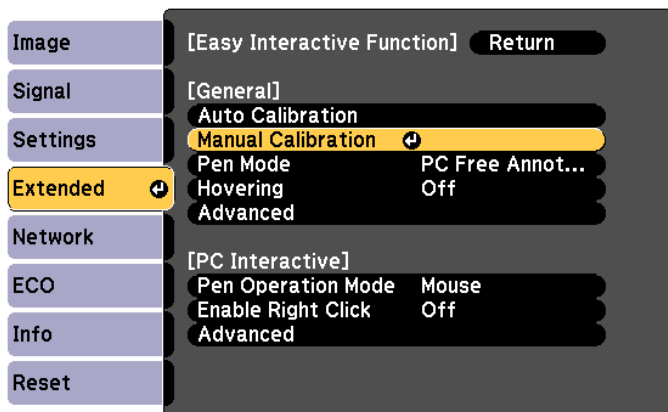 Image
Signal
Settings
Extended
Network
ECO
Info
Reset
[Easy Interactive Function] Return
[General]
Auto Calibration
Manual Calibration
Pen Mode PC Free Annot...
Hovering Off
Advanced
[PC Interactive]
Pen Operation Mode Mouse
Enable Right Click Off
Advanced